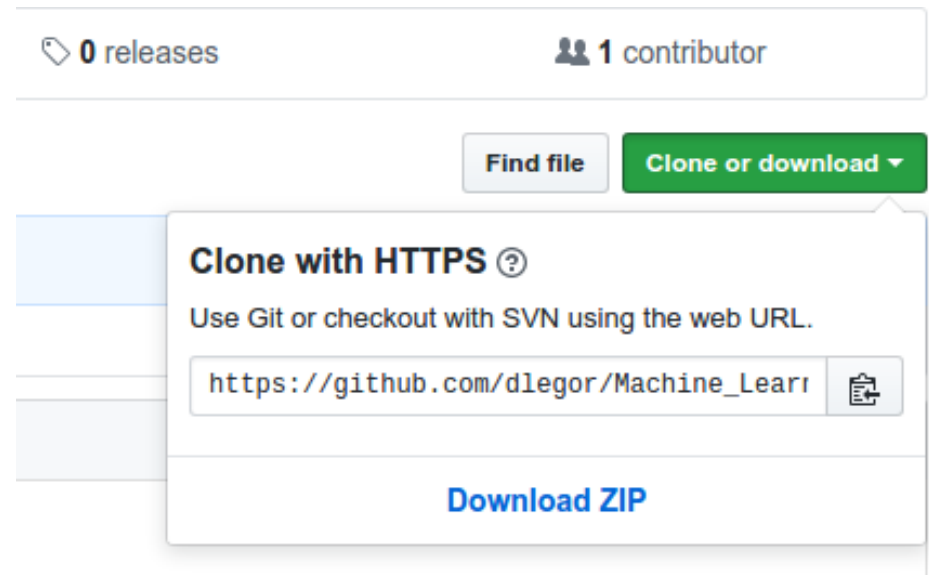 0 releases
1 contributor
Find file
Clone or download
Clone with HTTPS
Use Git or checkout with SVN using the web URL.
https://github.com/dlegor/Machine_Learr
Download ZIP